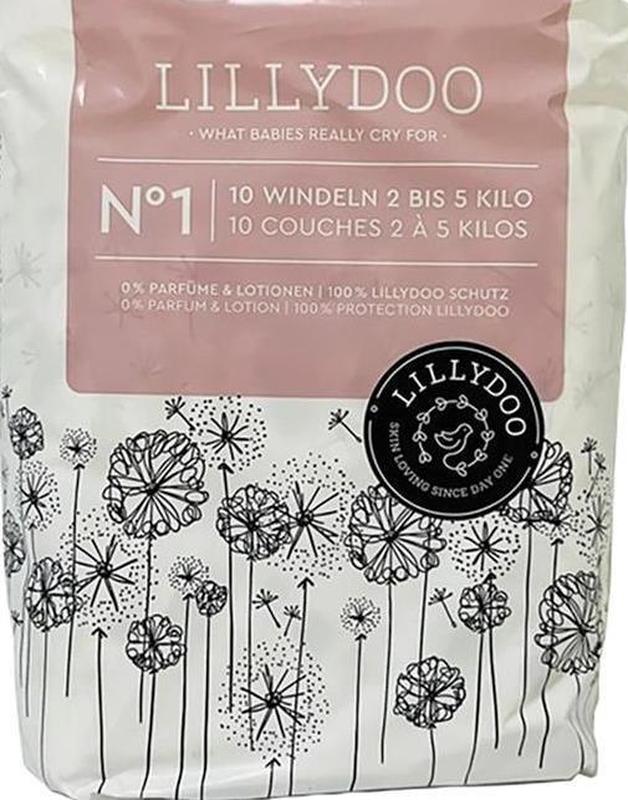 LILLYDOO
· WHAT BABIES REALLY CRY FOR ·
Nº1
10 WINDELN 2 BIS 5 KILO
10 COUCHES 2 À 5 KILOS
0 % PARFÜME & LOTIONEN | 100 % LILLYDOO SCHUTZ
0 % PARFUM & LOTION | 100 % PROTECTION LILLYDOO
LILLYDOO
SKIN LOVING SINCE DAY ONE